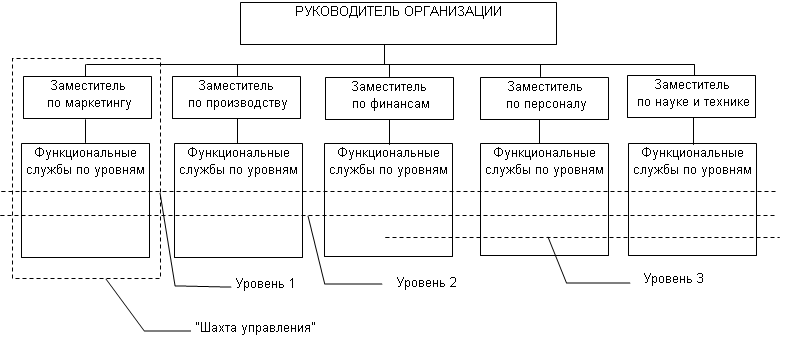 РУКОВОДИТЕЛЬ ОРГАНИЗАЦИИ
Заместитель
по маркетингу
Заместитель
по производству
Заместитель
по финансам
Заместитель
по персоналу
Заместитель
по науке и технике
Функциональные
службы по уровням
Функциональные
службы по уровням
Функциональные
службы по уровням
Функциональные
службы по уровням
Функциональные
службы по уровням
Уровень 1
Уровень 2
Уровень 3
"Шахта управления"